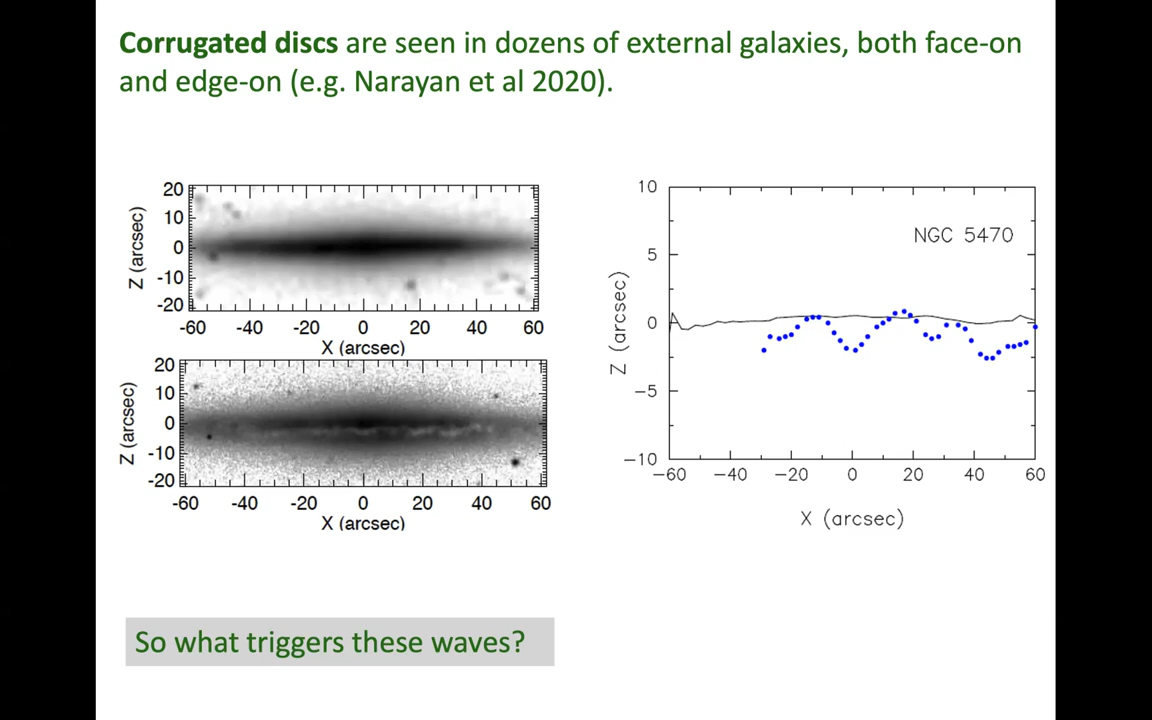 Corrugated discs are seen in dozens of external galaxies, both face-on
and edge-on (e.g. Narayan et al 2020).
20
10
0
-10
-20
Z (arcsec)
-60 -40 -20 0 20 40 60
X (arcsec)
20
10
0
-10
-20
Z (arcsec)
-60 -40 -20 0 20 40 60
X (arcsec)
10
5
0
−5
−10
Z (arcsec)
NGC 5470
−60 −40 −20 0 20 40 60
X (arcsec)
So what triggers these waves?